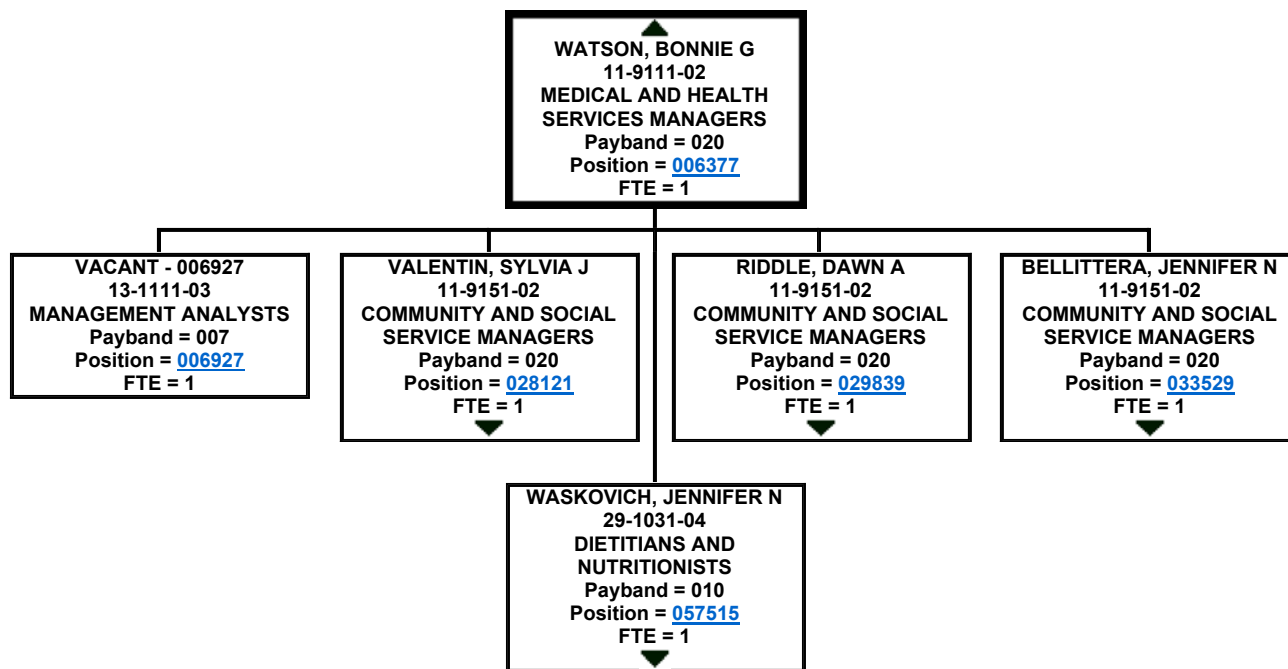 WATSON, BONNIE G
11-9111-02
MEDICAL AND HEALTH
SERVICES MANAGERS
Payband = 020
Position = 006377
FTE = 1
VACANT - 006927
13-1111-03
MANAGEMENT ANALYSTS
Payband = 007
Position = 006927
FTE = 1
VALENTIN, SYLVIA J
11-9151-02
COMMUNITY AND SOCIAL
SERVICE MANAGERS
Payband = 020
Position = 028121
FTE = 1
RIDDLE, DAWN A
11-9151-02
COMMUNITY AND SOCIAL
SERVICE MANAGERS
Payband = 020
Position = 029839
FTE = 1
BELLITTERA, JENNIFER N
11-9151-02
COMMUNITY AND SOCIAL
SERVICE MANAGERS
Payband = 020
Position = 033529
FTE = 1
WASKOVICH, JENNIFER N
29-1031-04
DIETITIANS AND
NUTRITIONISTS
Payband = 010
Position = 057515
FTE = 1